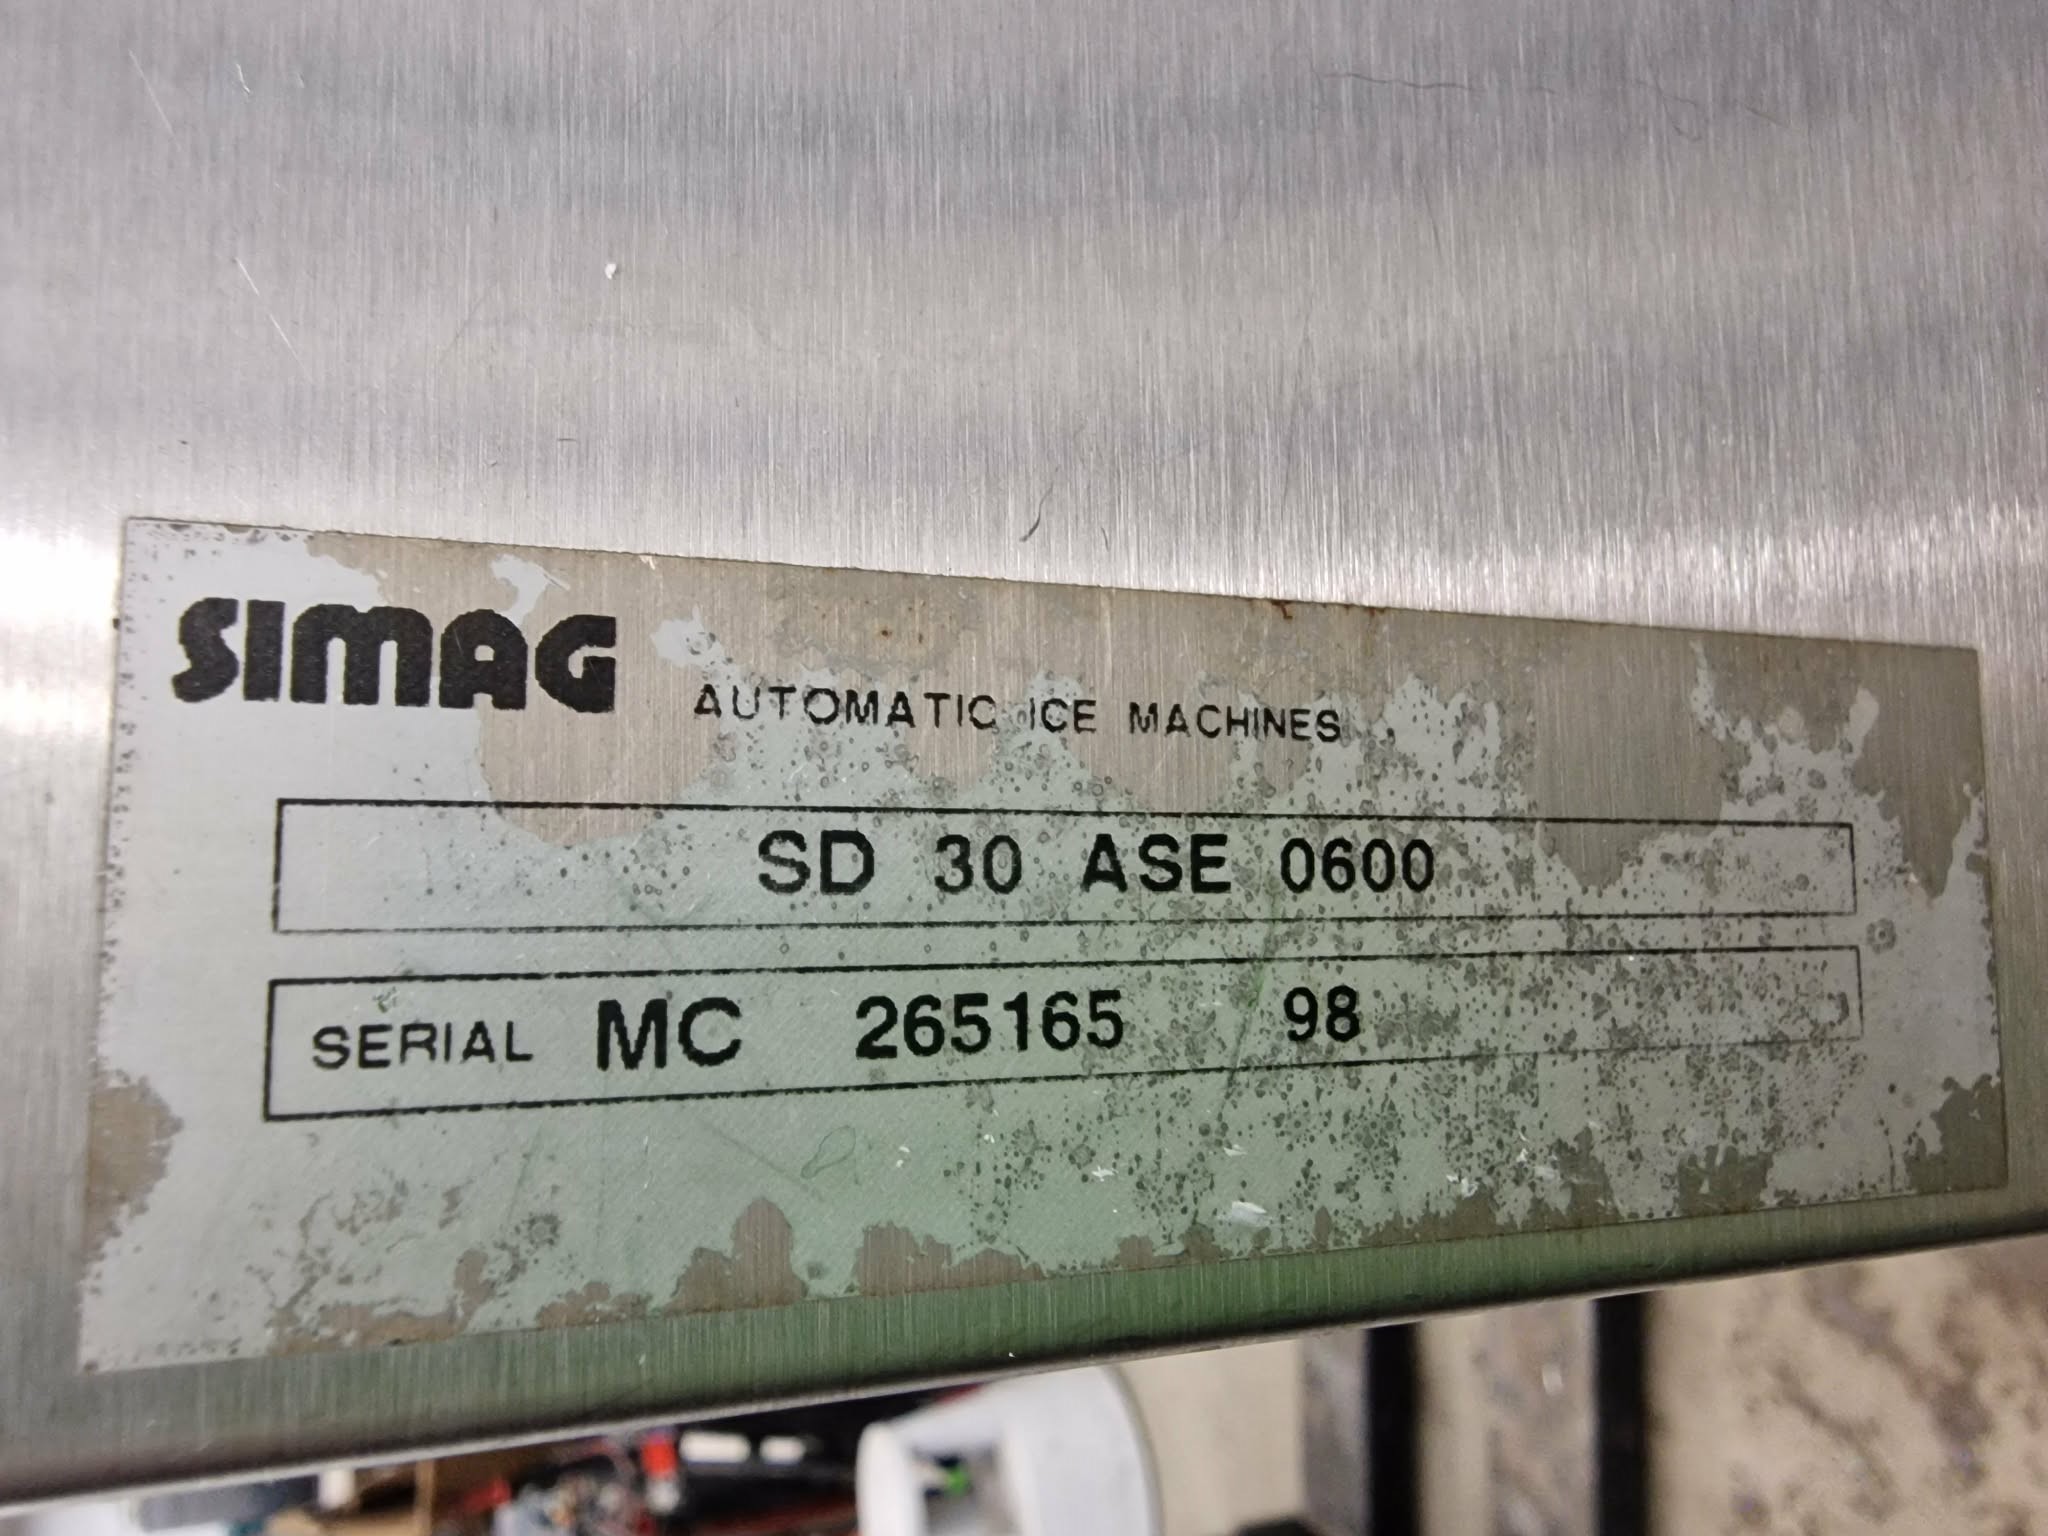 SIMAG AUTOMATIC ICE MACHINES
SD 30 ASE 0600
SERIAL MC 265165 98